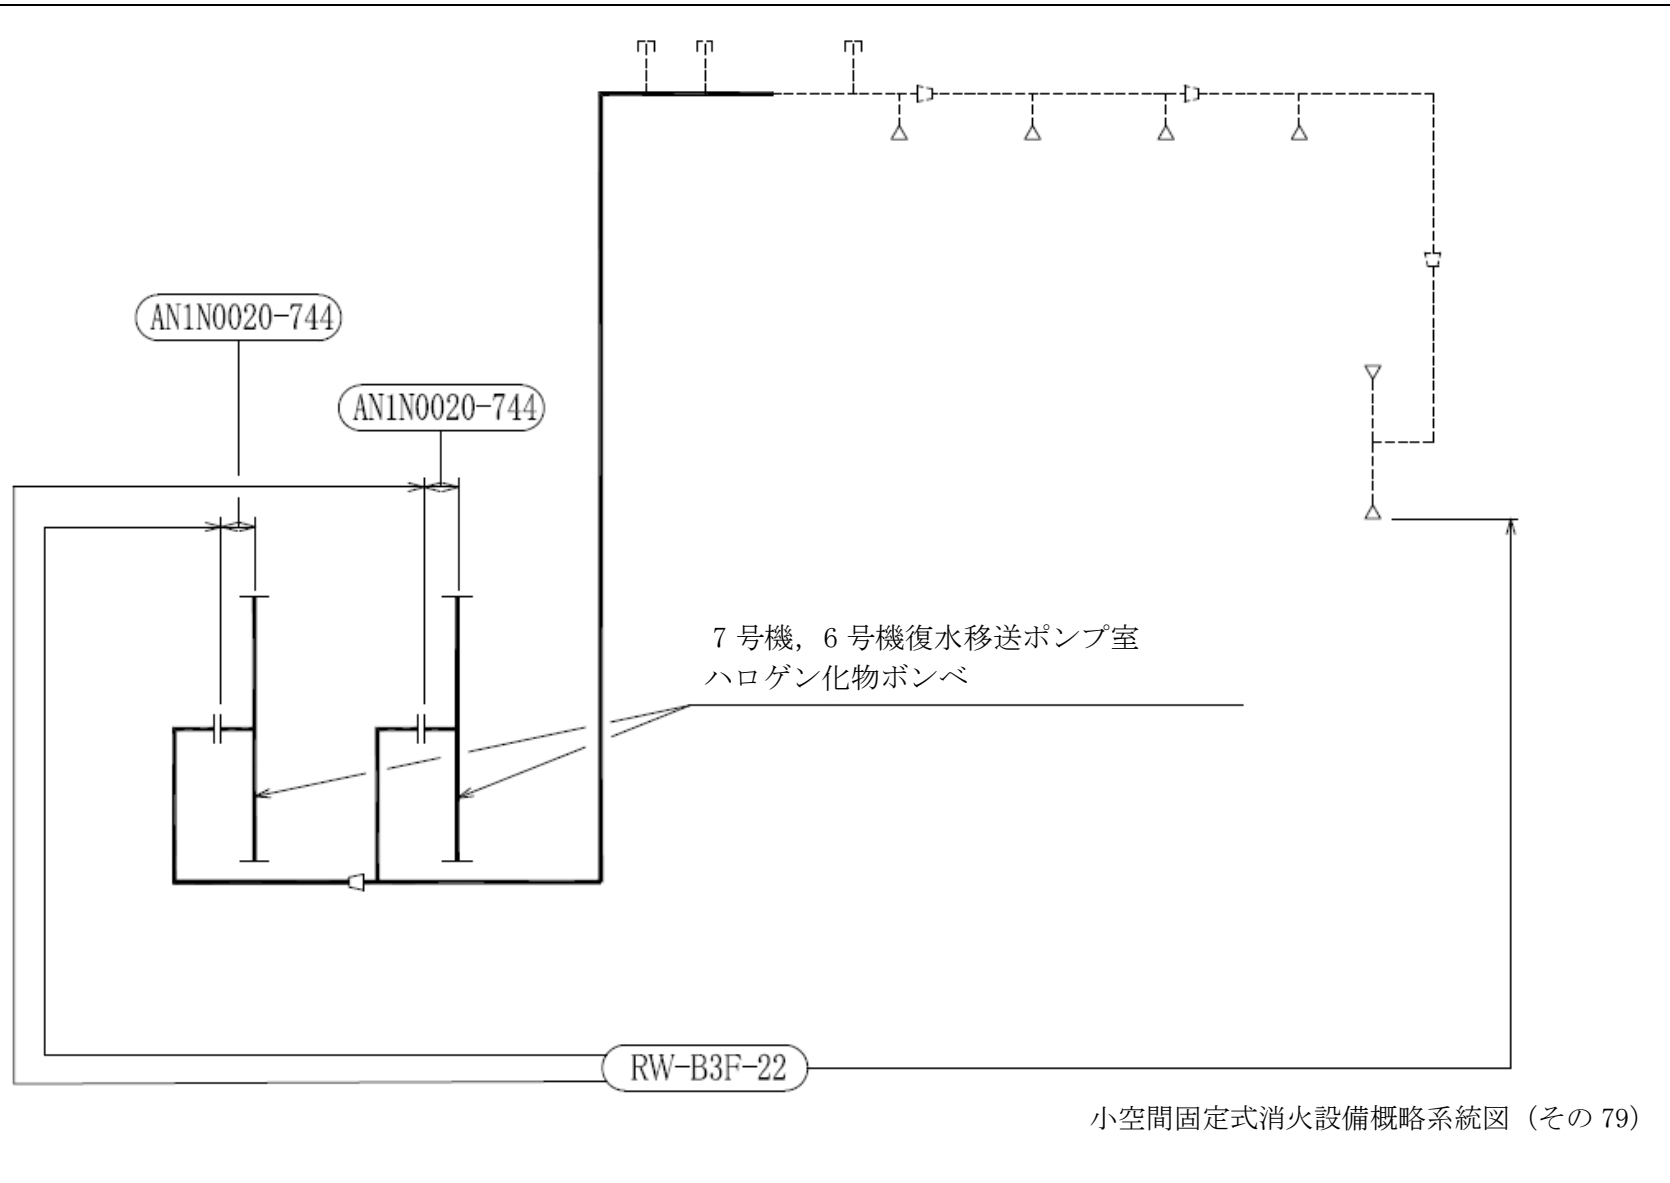 AN1N0020-744
AN1N0020-744
7号機，6号機復水移送ポンプ室
ハロゲン化物ボンベ
RW-B3F-22
小空間固定式消火設備概略系統図（その 79）